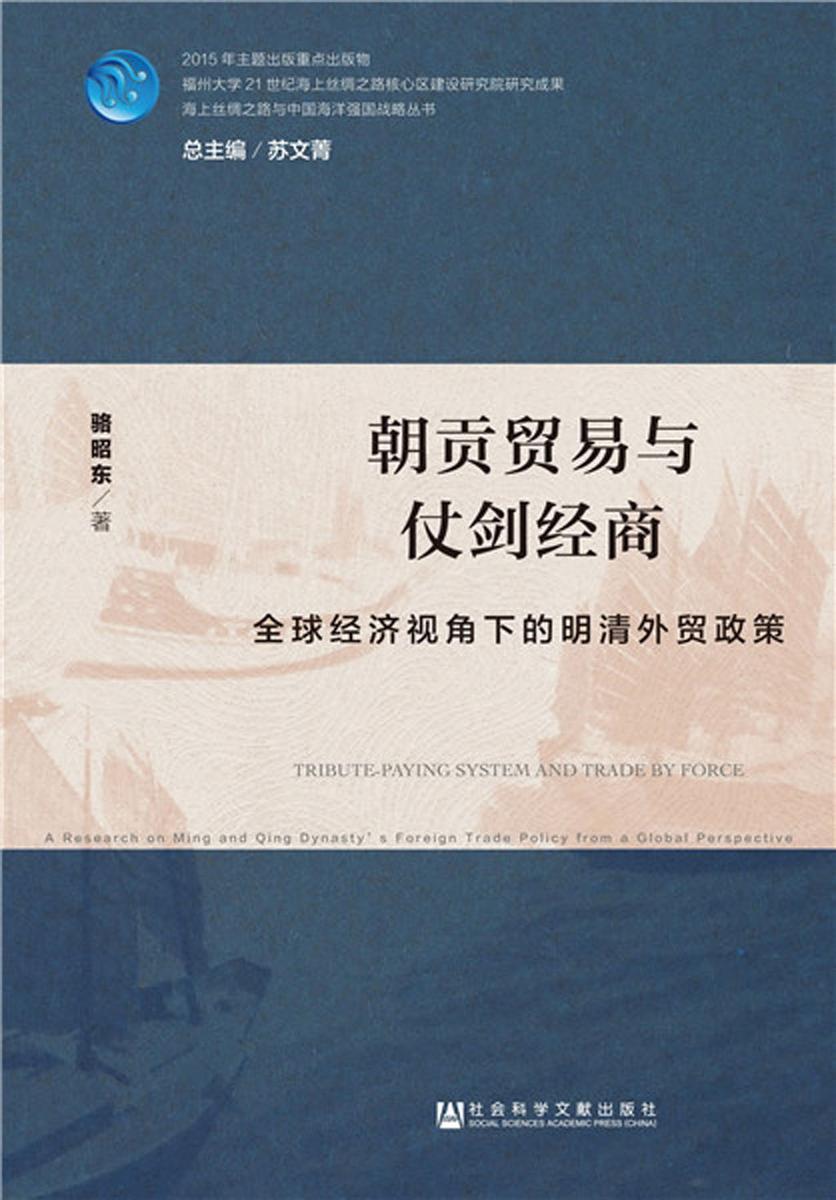 2015 年主题出版重点出版物
福州大学 21 世纪海上丝绸之路核心区建设研究院研究成果
海上丝绸之路与中国海洋强国战略丛书
总主编 / 苏文菁
骆昭东/著
朝贡贸易与
仗剑经商
全球经济视角下的明清外贸政策
TRIBUTE-PAYING SYSTEM AND TRADE BY FORCE
A Research on Ming and Qing Dynasty's Foreign Trade Policy from a Global Perspective
社会科学文献出版社
SOCIAL SCIENCES ACADEMIC PRESS (CHINA)